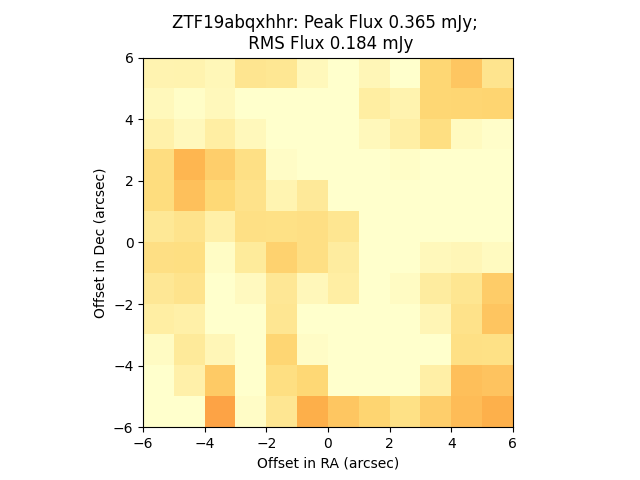 ZTF19abqxhhr: Peak Flux 0.365 mJy;
RMS Flux 0.184 mJy
6
4
2
0
−2
−4
−6
Offset in Dec (arcsec)
−6 −4 −2 0 2 4 6
Offset in RA (arcsec)